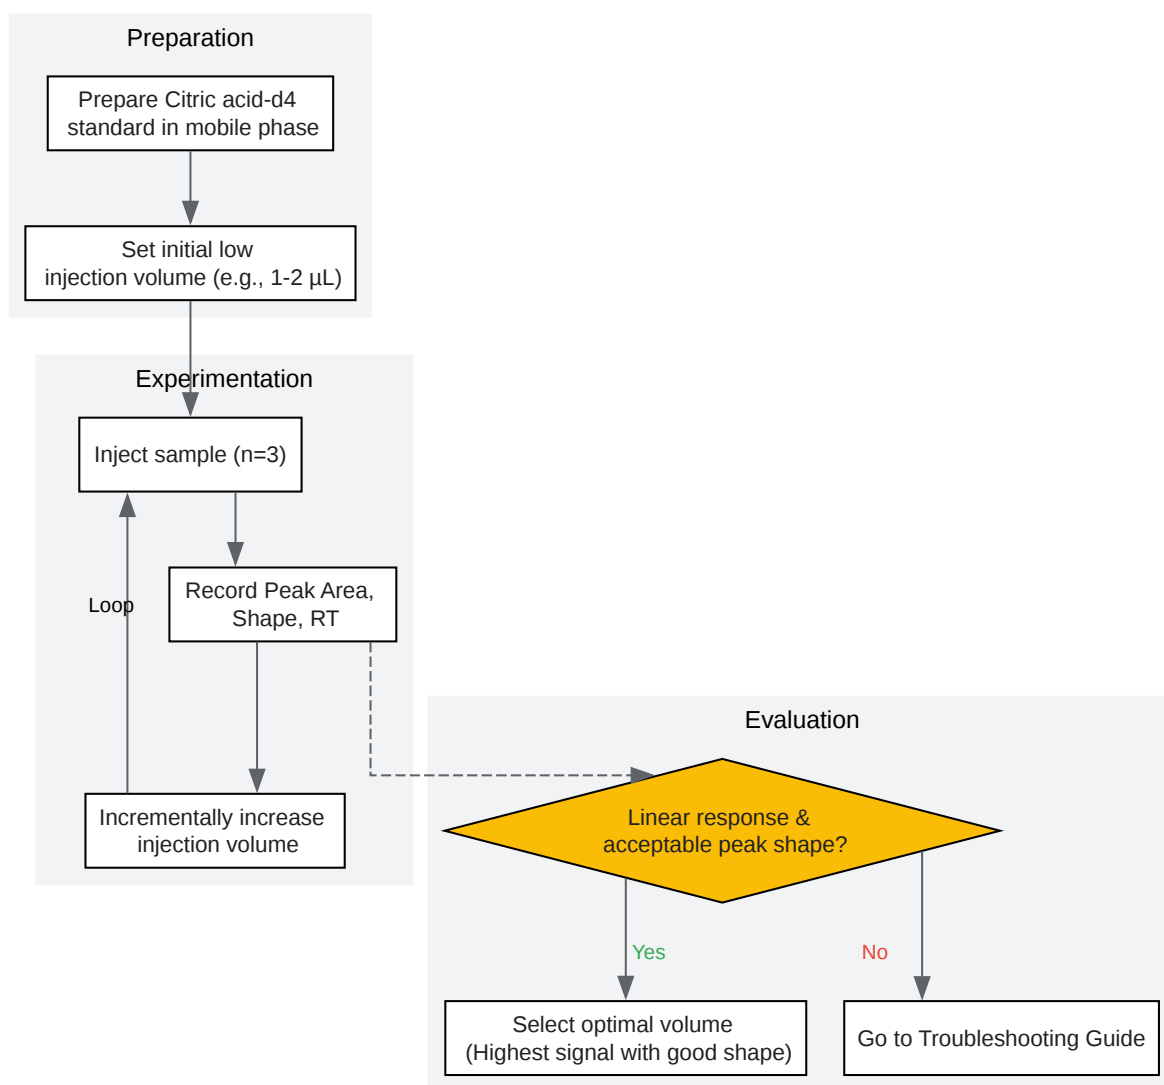 Preparation
Prepare Citric acid-d4
standard in mobile phase
Set initial low
injection volume (e.g., 1-2 µL)
Experimentation
Inject sample (n=3)
Record Peak Area,
Shape, RT
Loop
Incrementally increase
injection volume
Evaluation
Linear response &
acceptable peak shape?
Yes
No
Select optimal volume
(Highest signal with good shape)
Go to Troubleshooting Guide